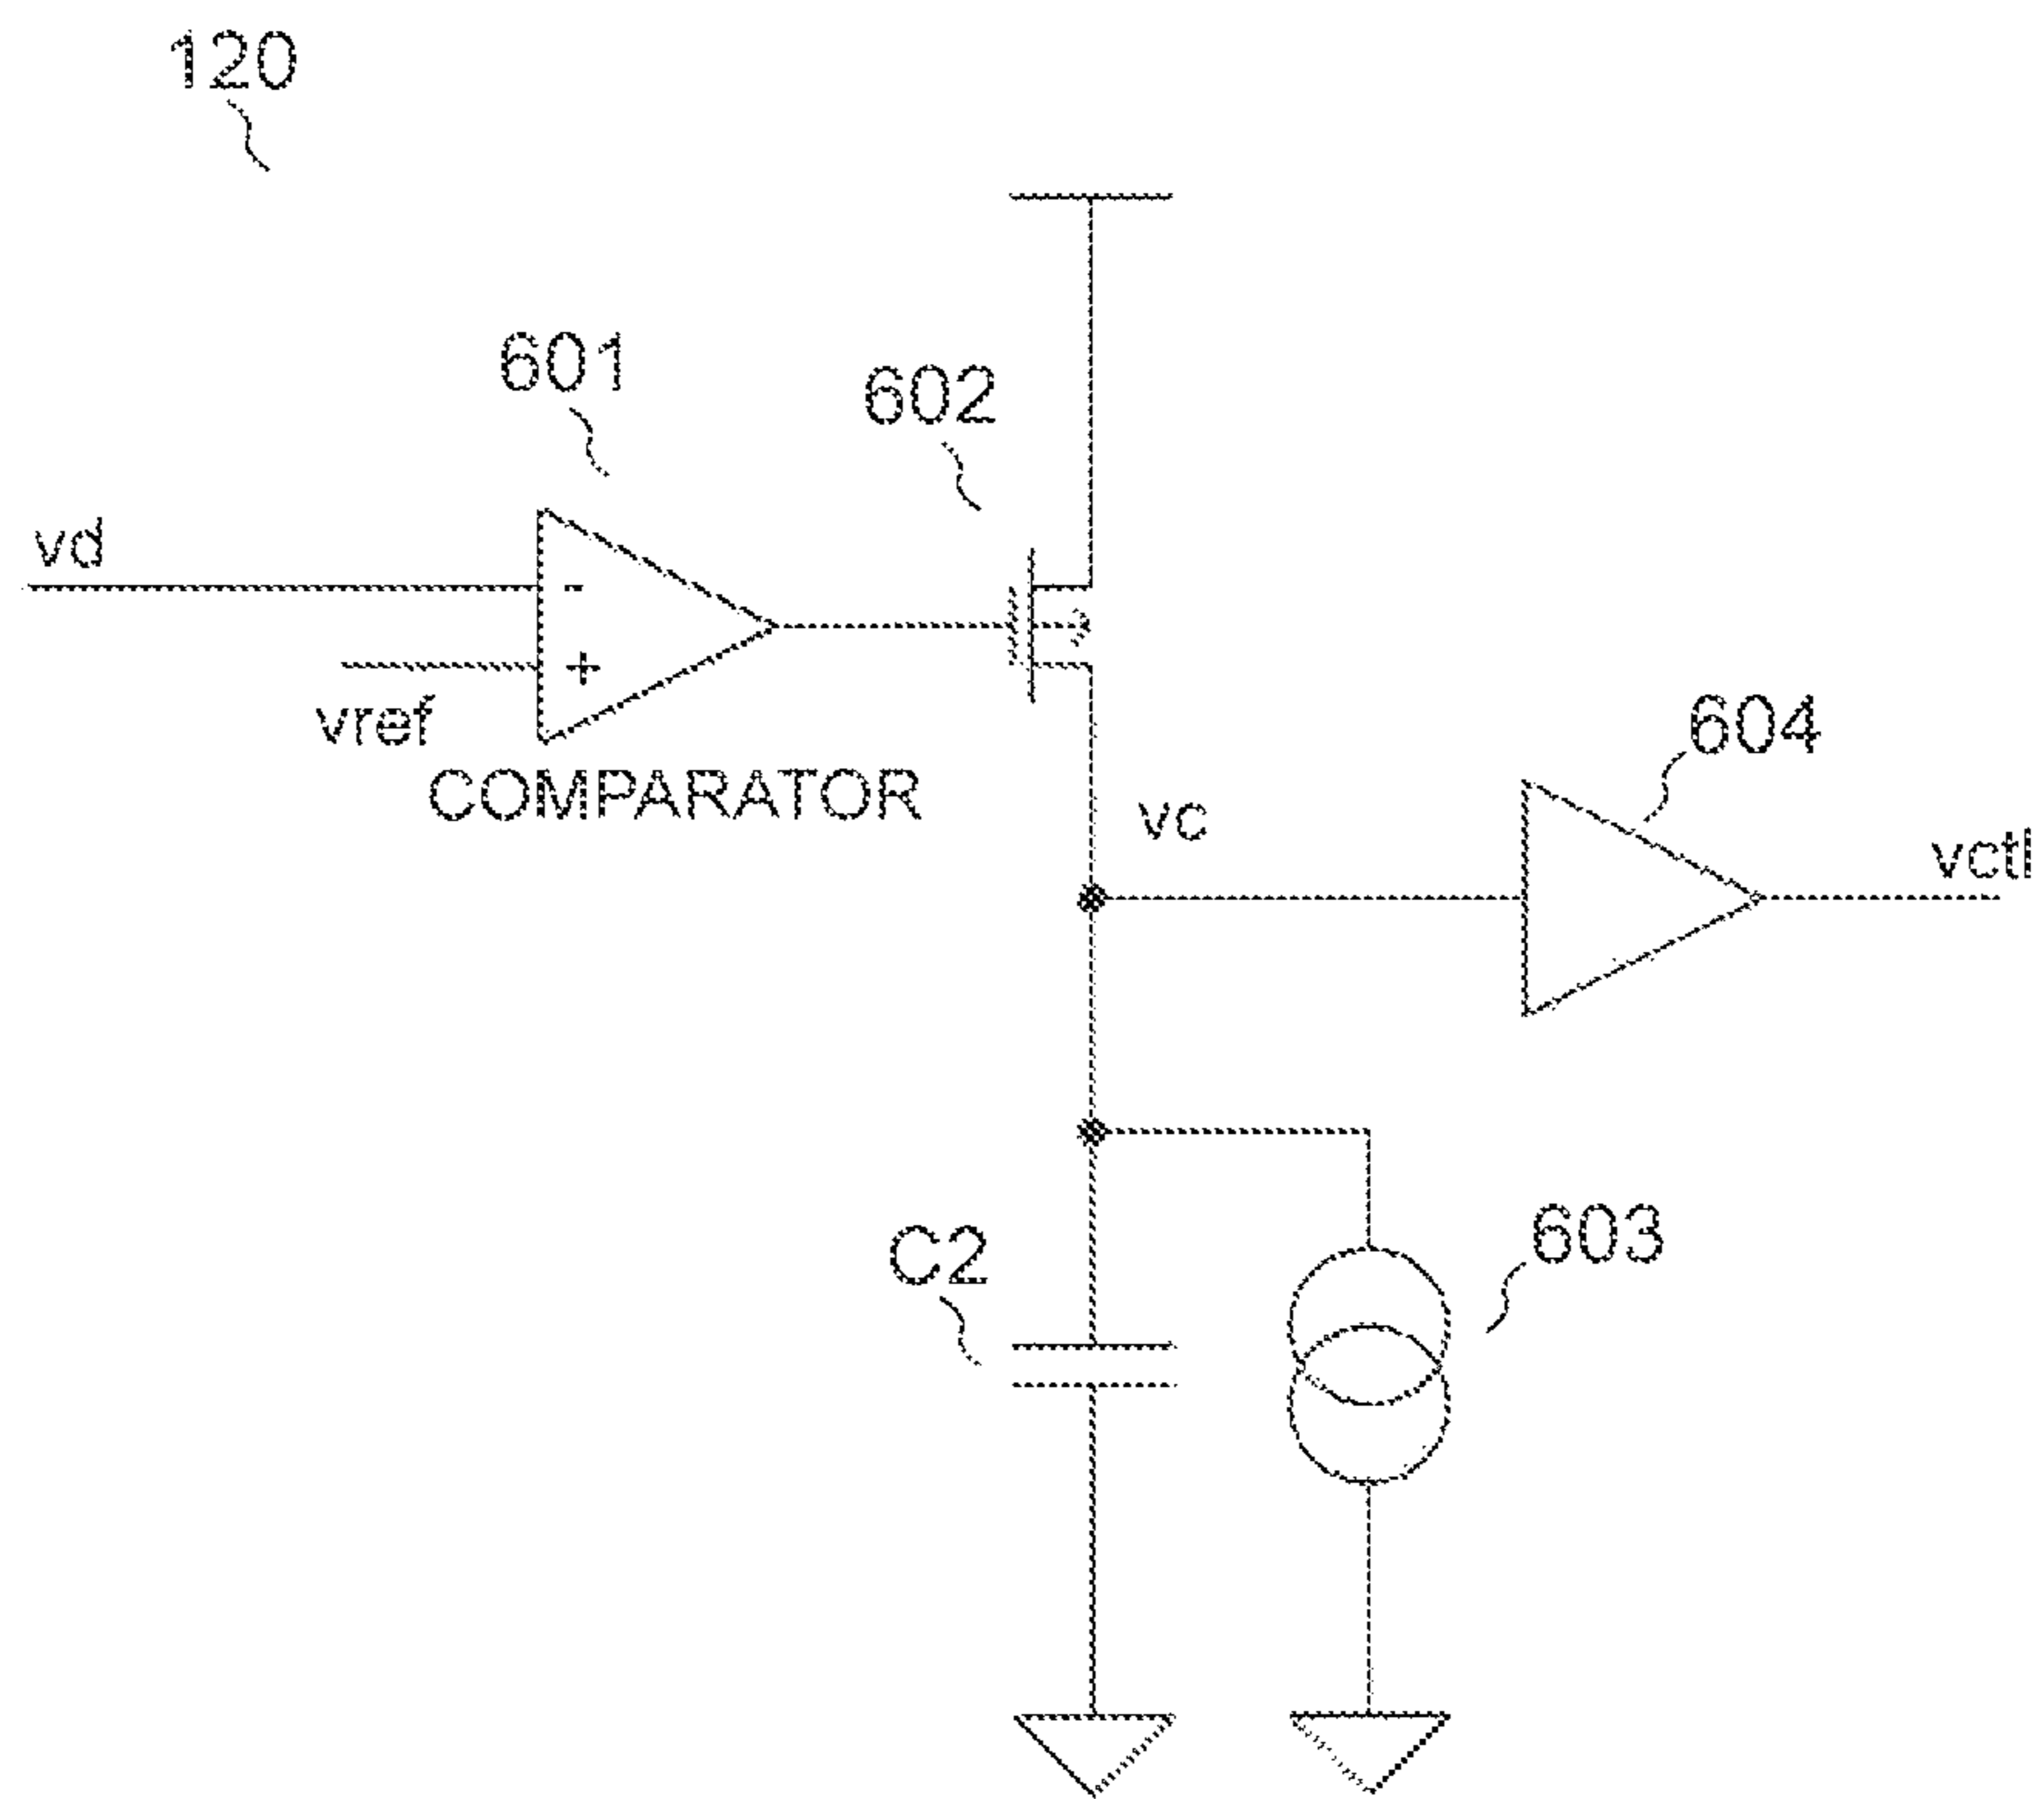 120
601
602
vd
-
+
vref
COMPARATOR
604
vc
vctl
C2
603